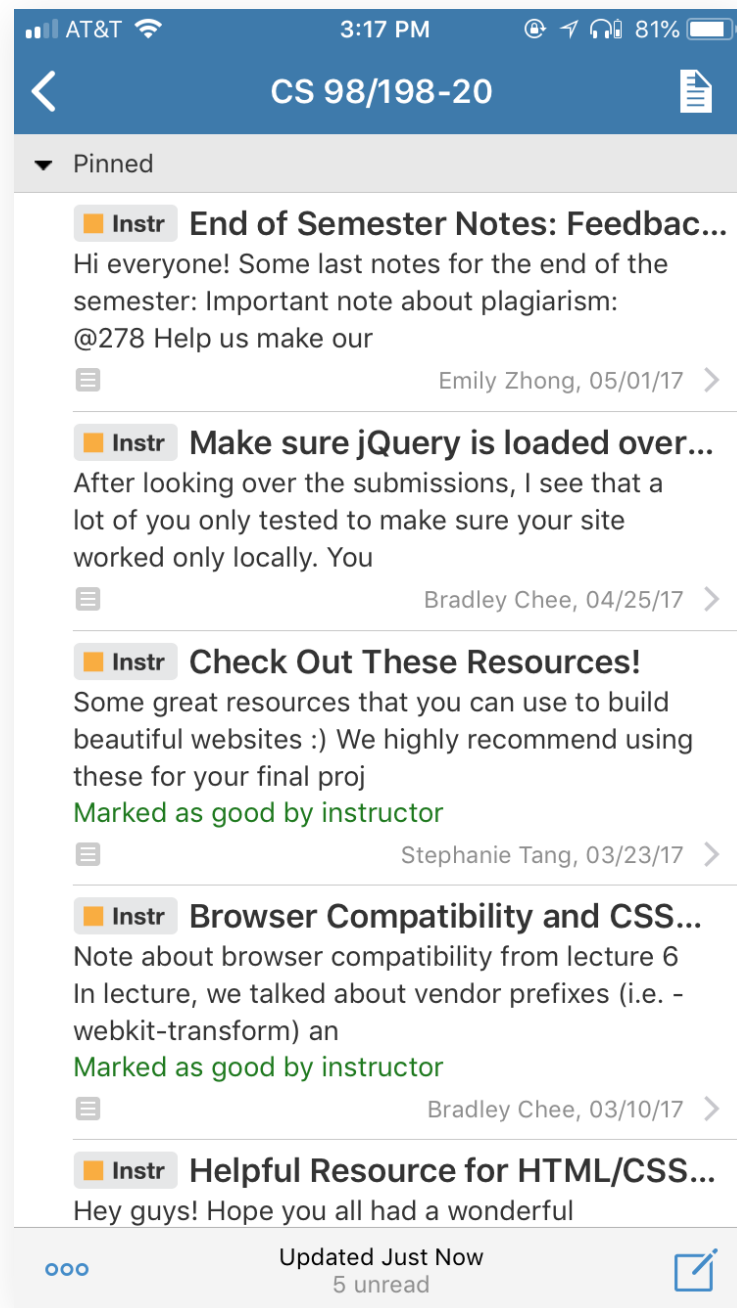 AT&T 3:17 PM 81%
CS 98/198-20
Pinned
Instr End of Semester Notes: Feedbac...
Hi everyone! Some last notes for the end of the
semester: Important note about plagiarism:
@278 Help us make our
Emily Zhong, 05/01/17
Instr Make sure jQuery is loaded over...
After looking over the submissions, I see that a
lot of you only tested to make sure your site
worked only locally. You
Bradley Chee, 04/25/17
Instr Check Out These Resources!
Some great resources that you can use to build
beautiful websites :) We highly recommend using
these for your final proj
Marked as good by instructor
Stephanie Tang, 03/23/17
Instr Browser Compatibility and CSS...
Note about browser compatibility from lecture 6
In lecture, we talked about vendor prefixes (i.e. -
webkit-transform) an
Marked as good by instructor
Bradley Chee, 03/10/17
Instr Helpful Resource for HTML/CSS...
Hey guys! Hope you all had a wonderful
Updated Just Now
5 unread